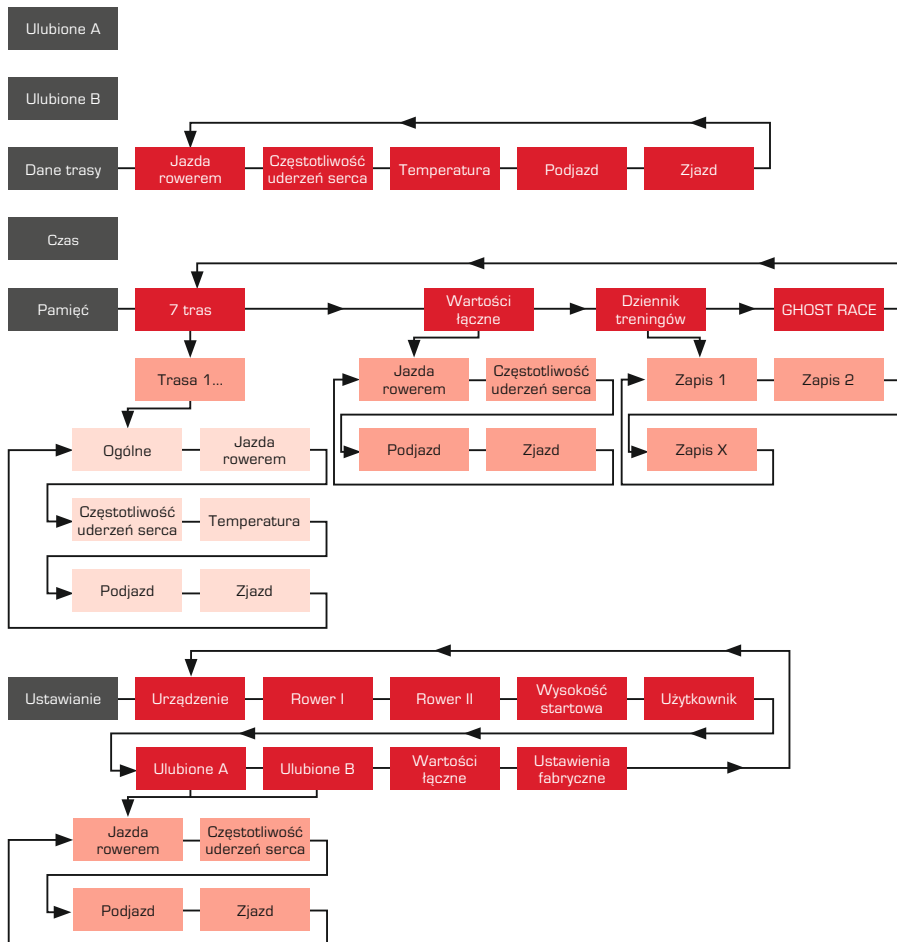 Ulubione A
Ulubione B
Dane trasy
Jazda
rowerem
Częstotliwość
uderzeń serca
Temperatura
Podjazd
Zjazd
Czas
Pamięć
7 tras
Wartości
łączne
Dziennik
treningów
GHOST RACE
Trasa 1...
Jazda
rowerem
Częstotliwość
uderzeń serca
Zapis 1
Zapis 2
Ogólne
Jazda
rowerem
Podjazd
Zjazd
Zapis X
Częstotliwość
uderzeń serca
Temperatura
Podjazd
Zjazd
Ustawianie
Urządzenie
Rower I
Rower II
Wysokość
startowa
Użytkownik
Ulubione A
Ulubione B
Wartości
łączne
Ustawienia
fabryczne
Jazda
rowerem
Częstotliwość
uderzeń serca
Podjazd
Zjazd